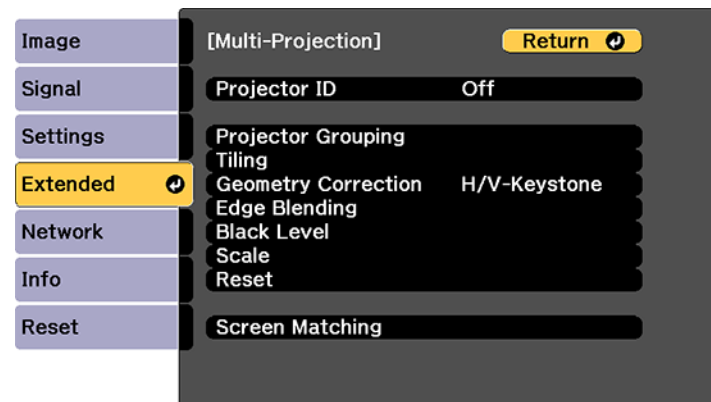 Image
Signal
Settings
Extended
Network
Info
Reset
[Multi-Projection] Return
Projector ID Off
Projector Grouping
Tiling
Geometry Correction H/V-Keystone
Edge Blending
Black Level
Scale
Reset
Screen Matching